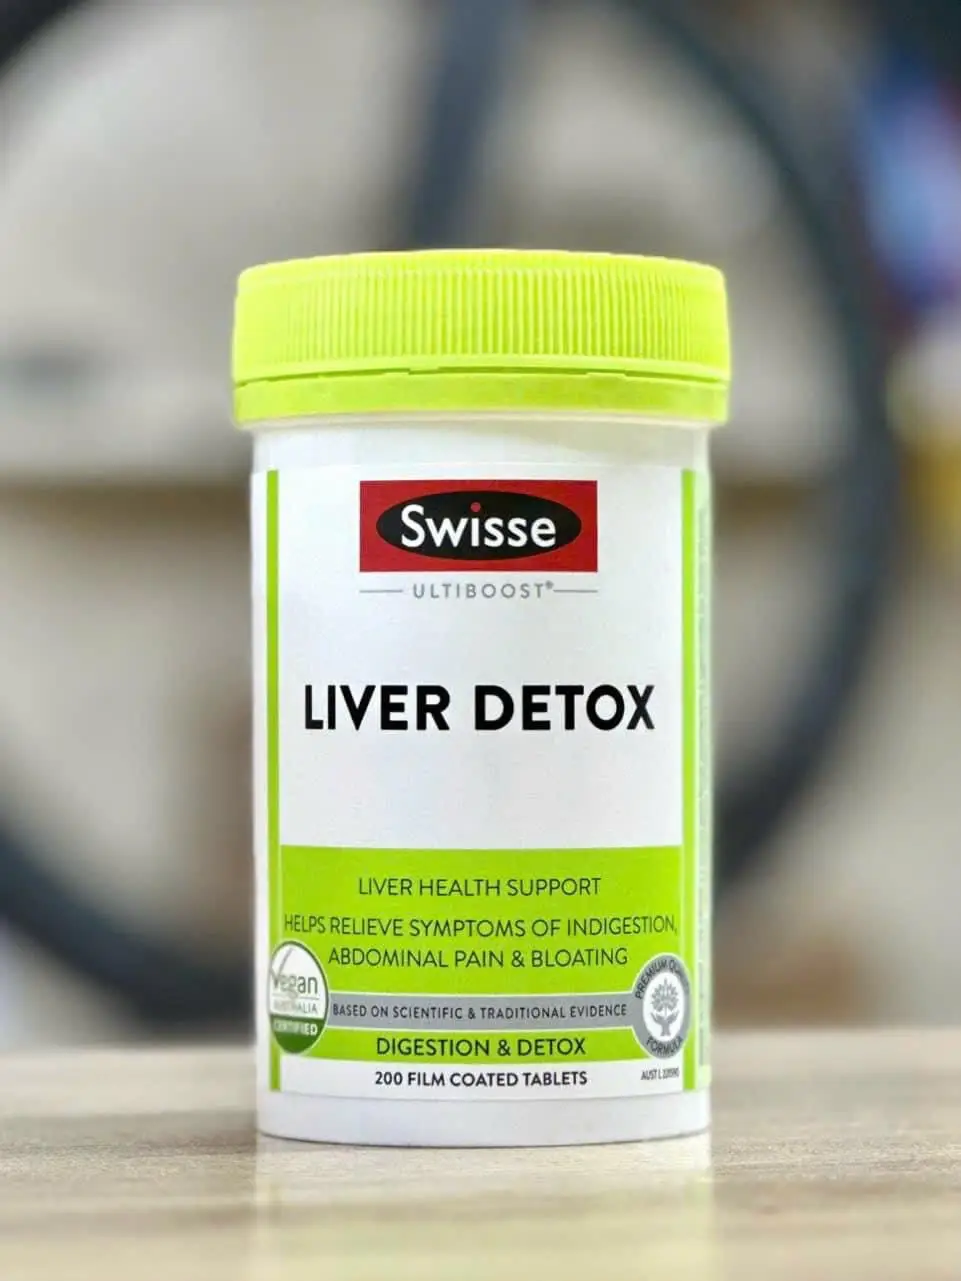 Swisse
ULTIBOOST®
LIVER DETOX
LIVER HEALTH SUPPORT
HELPS RELIEVE SYMPTOMS OF INDIGESTION,
ABDOMINAL PAIN & BLOATING
Vegan
AUSTRALIA
CERTIFIED
BASED ON SCIENTIFIC & TRADITIONAL EVIDENCE
PREMIUM QUALITY
FORMULA
DIGESTION & DETOX
200 FILM COATED TABLETS
AUST L